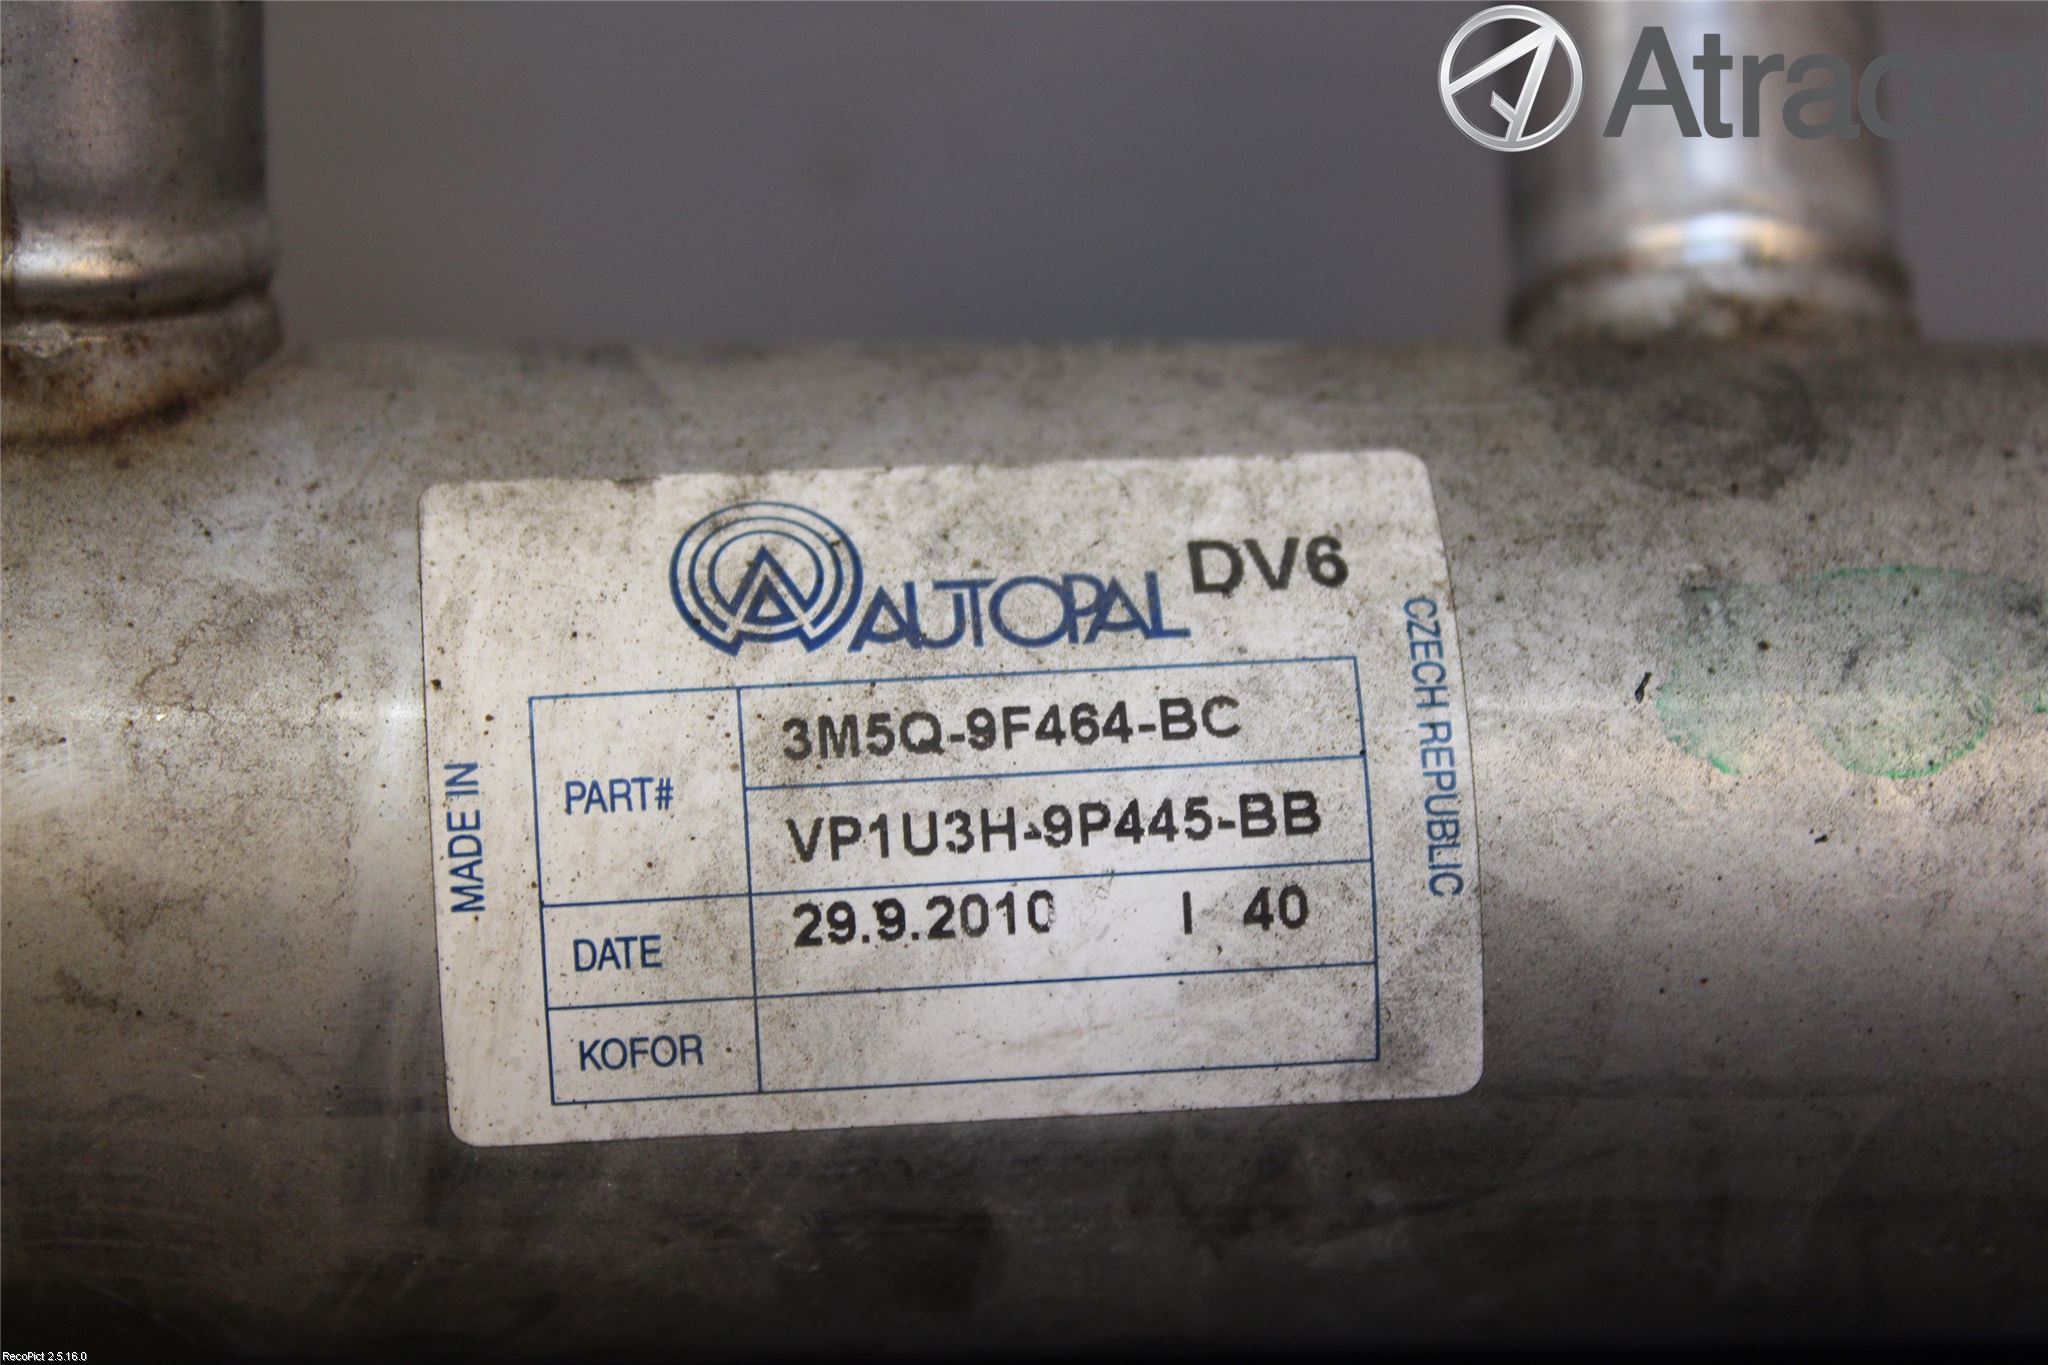 Atracco
AUTOPAL DV6
MADE IN
CZECH REPUBLIC
PART# 3M5Q-9F464-BC
VP1U3H-9P445-BB
DATE 29.9.2010 I 40
KOFOR
RecoPict 2.5.16.0